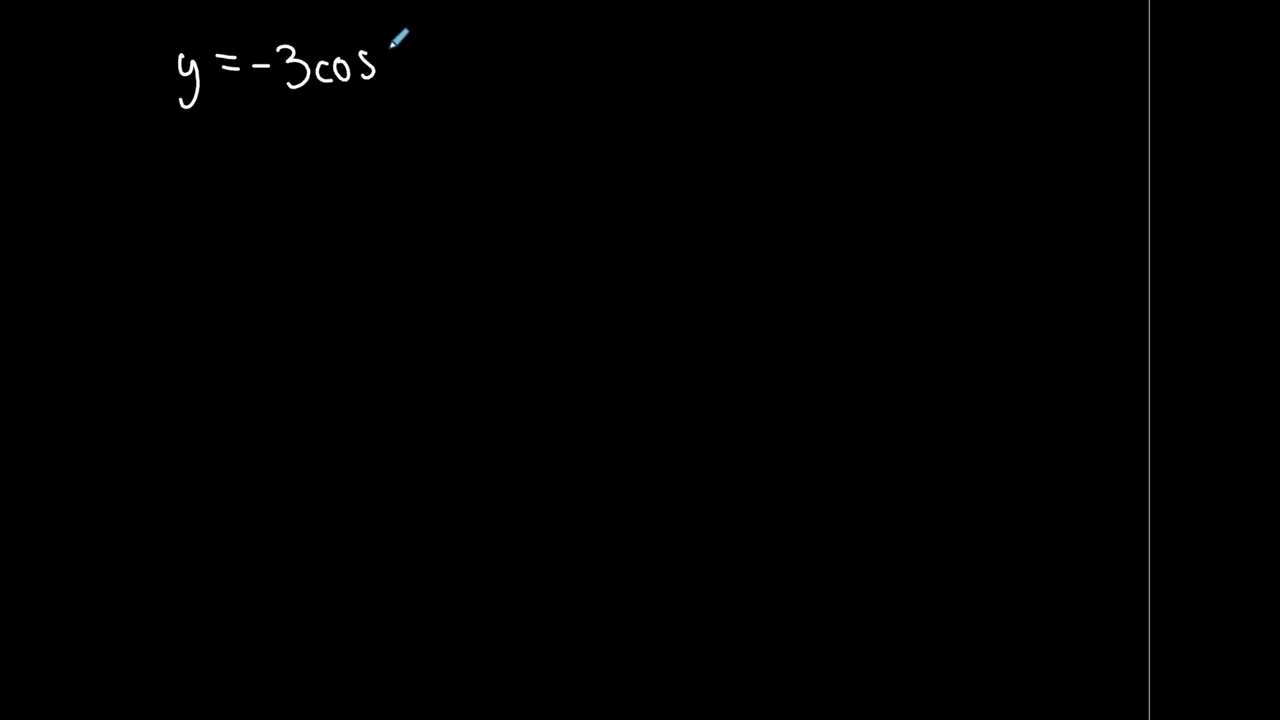 y = -3cos